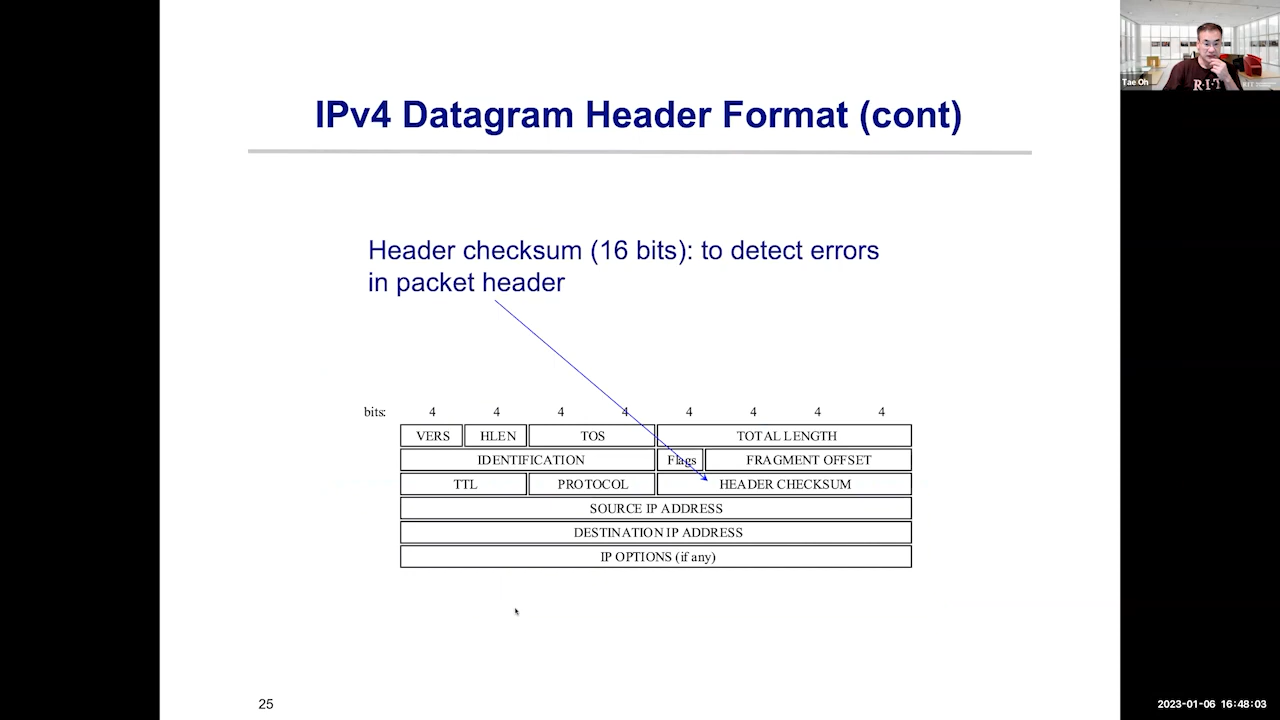 Tae Oh
R·I·T
IPv4 Datagram Header Format (cont)
Header checksum (16 bits): to detect errors
in packet header
bits: 4 4 4 4 4 4 4 4
VERS HLEN TOS TOTAL LENGTH
IDENTIFICATION Flags FRAGMENT OFFSET
TTL PROTOCOL HEADER CHECKSUM
SOURCE IP ADDRESS
DESTINATION IP ADDRESS
IP OPTIONS (if any)
25
2023-01-06 16:48:03